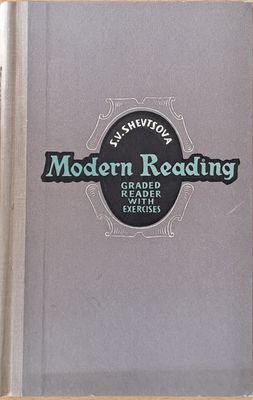 S.V.SHEVTSOVA
Modern Reading
GRADED
READER
WITH
EXERCISES